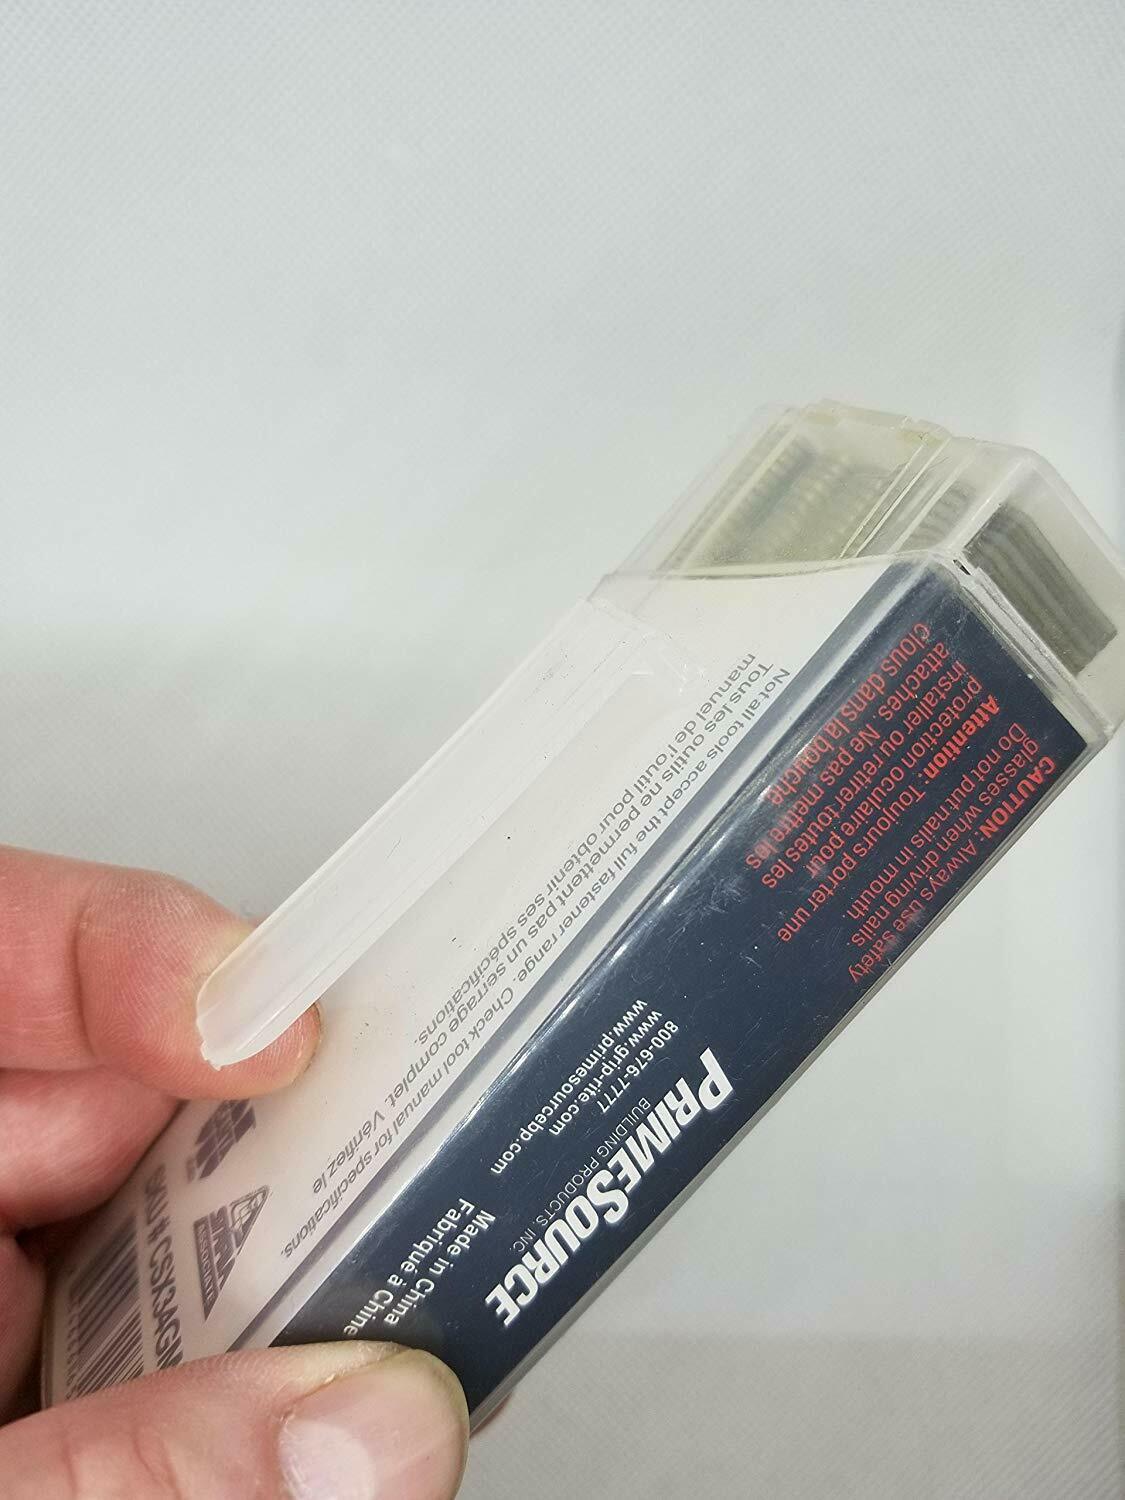 CAUTION. Always use safety
glasses when driving nails.
Do not put nails in mouth.
Attention. Toujours porter une
protection occulaire pour
installer ou retirer toutes les
attaches. Ne pas mettre les
clous dans la bouche.
PRIMESOURCE
BUILDING PRODUCTS, INC.
800-676-7777
www.grip-rite.com
www.primesourcebp.com
Made in China
Fabriqué à Chine
Not all tools accept the full fastener range. Check tool manual for specifications.
Tous les outils ne permettent pas un serrage complet. Vérifiez le
manuel de l'outil pour obtenir ses spécifications.
SKU #